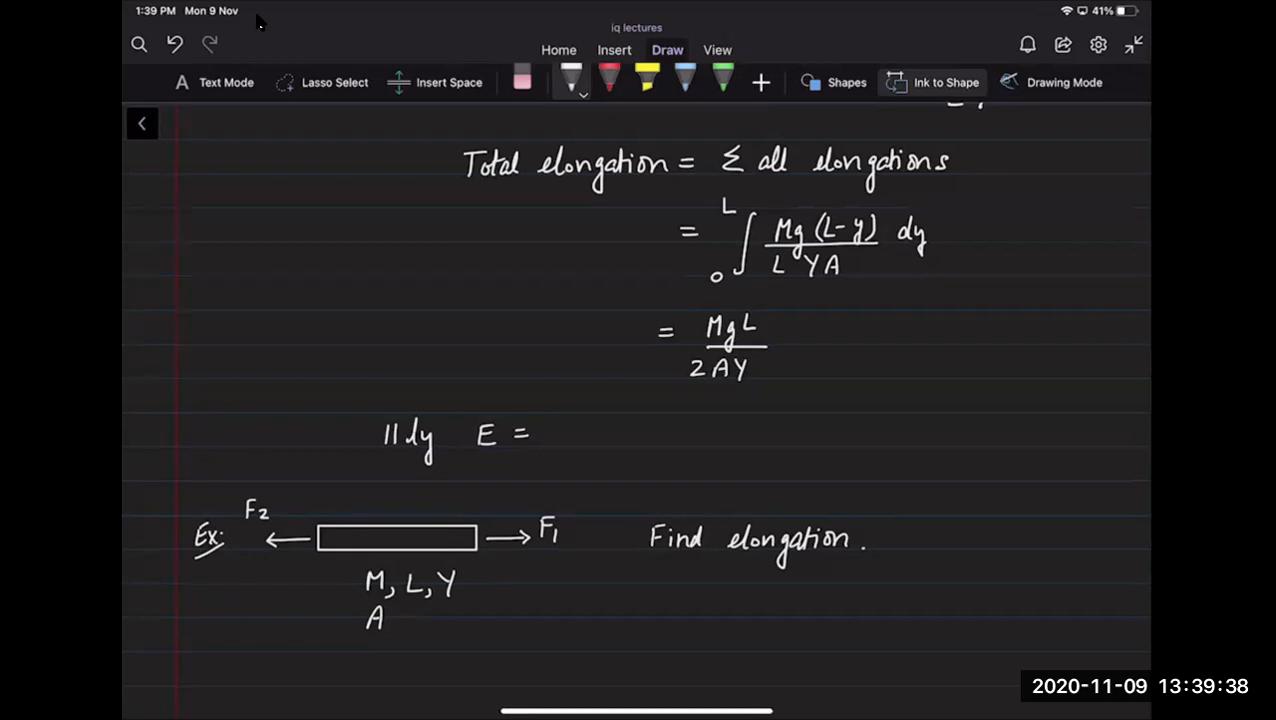 1:39 PM Mon 9 Nov
41%
iq lectures
Home Insert Draw View
Text Mode Lasso Select Insert Space Shapes Ink to Shape Drawing Mode
Total elongation = Σ all elongations
= ∫₀ᴸ Mg (L-y) / L YA dy
= MgL / 2AY
||dy E =
Ex: F₂ F₁ Find elongation.
M, L, Y
A
2020-11-09 13:39:38